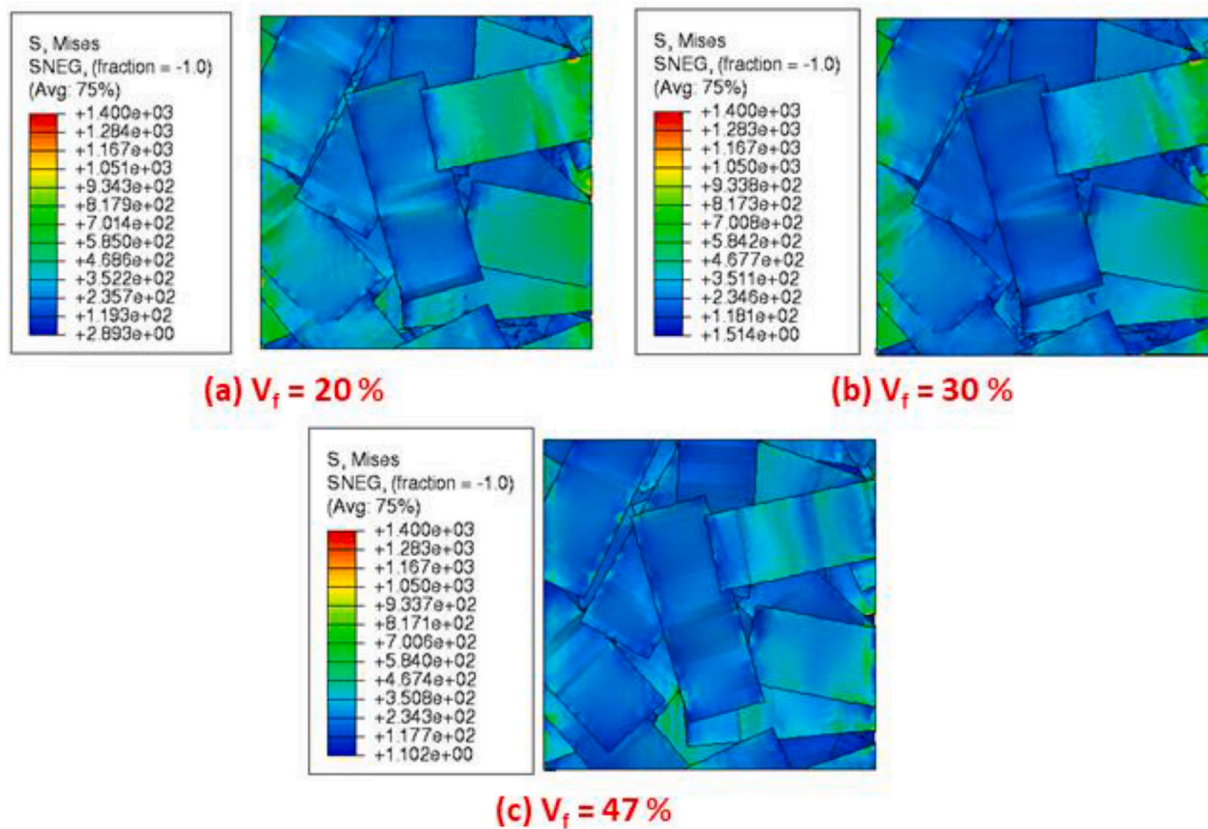 S, Mises
SNEG, (fraction = -1.0)
(Avg: 75%)
+1.400e+03
+1.284e+03
+1.167e+03
+1.051e+03
+9.343e+02
+8.179e+02
+7.014e+02
+5.850e+02
+4.686e+02
+3.522e+02
+2.357e+02
+1.193e+02
+2.893e+00
(a) Vf = 20 %
S, Mises
SNEG, (fraction = -1.0)
(Avg: 75%)
+1.400e+03
+1.283e+03
+1.167e+03
+1.050e+03
+9.338e+02
+8.173e+02
+7.008e+02
+5.842e+02
+4.677e+02
+3.511e+02
+2.346e+02
+1.181e+02
+1.514e+00
(b) Vf = 30 %
S, Mises
SNEG, (fraction = -1.0)
(Avg: 75%)
+1.400e+03
+1.283e+03
+1.167e+03
+1.050e+03
+9.337e+02
+8.171e+02
+7.006e+02
+5.840e+02
+4.674e+02
+3.508e+02
+2.343e+02
+1.177e+02
+1.102e+00
(c) Vf = 47 %